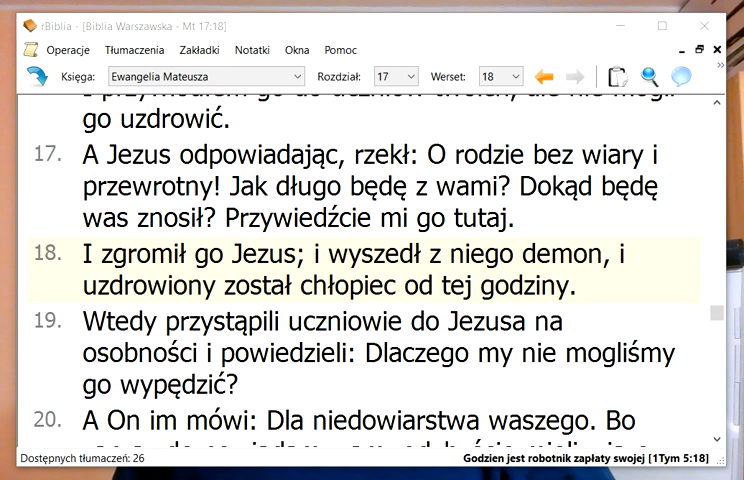 rBiblia - [Biblia Warszawska - Mt 17:18]
Operacje Tłumaczenia Zakładki Notatki Okna Pomoc
Księga: Ewangelia Mateusza Rozdział: 17 Werset: 18
go uzdrowić.
17. A Jezus odpowiadając, rzekł: O rodzie bez wiary i
przewrotny! Jak długo będę z wami? Dokąd będę
was znosił? Przywiedźcie mi go tutaj.
18. I zgromił go Jezus; i wyszedł z niego demon, i
uzdrowiony został chłopiec od tej godziny.
19. Wtedy przystąpili uczniowie do Jezusa na
osobności i powiedzieli: Dlaczego my nie mogliśmy
go wypędzić?
20. A On im mówi: Dla niedowiarstwa waszego. Bo
Dostępnych tłumaczeń: 26 Godzien jest robotnik zapłaty swojej [1Tym 5:18]